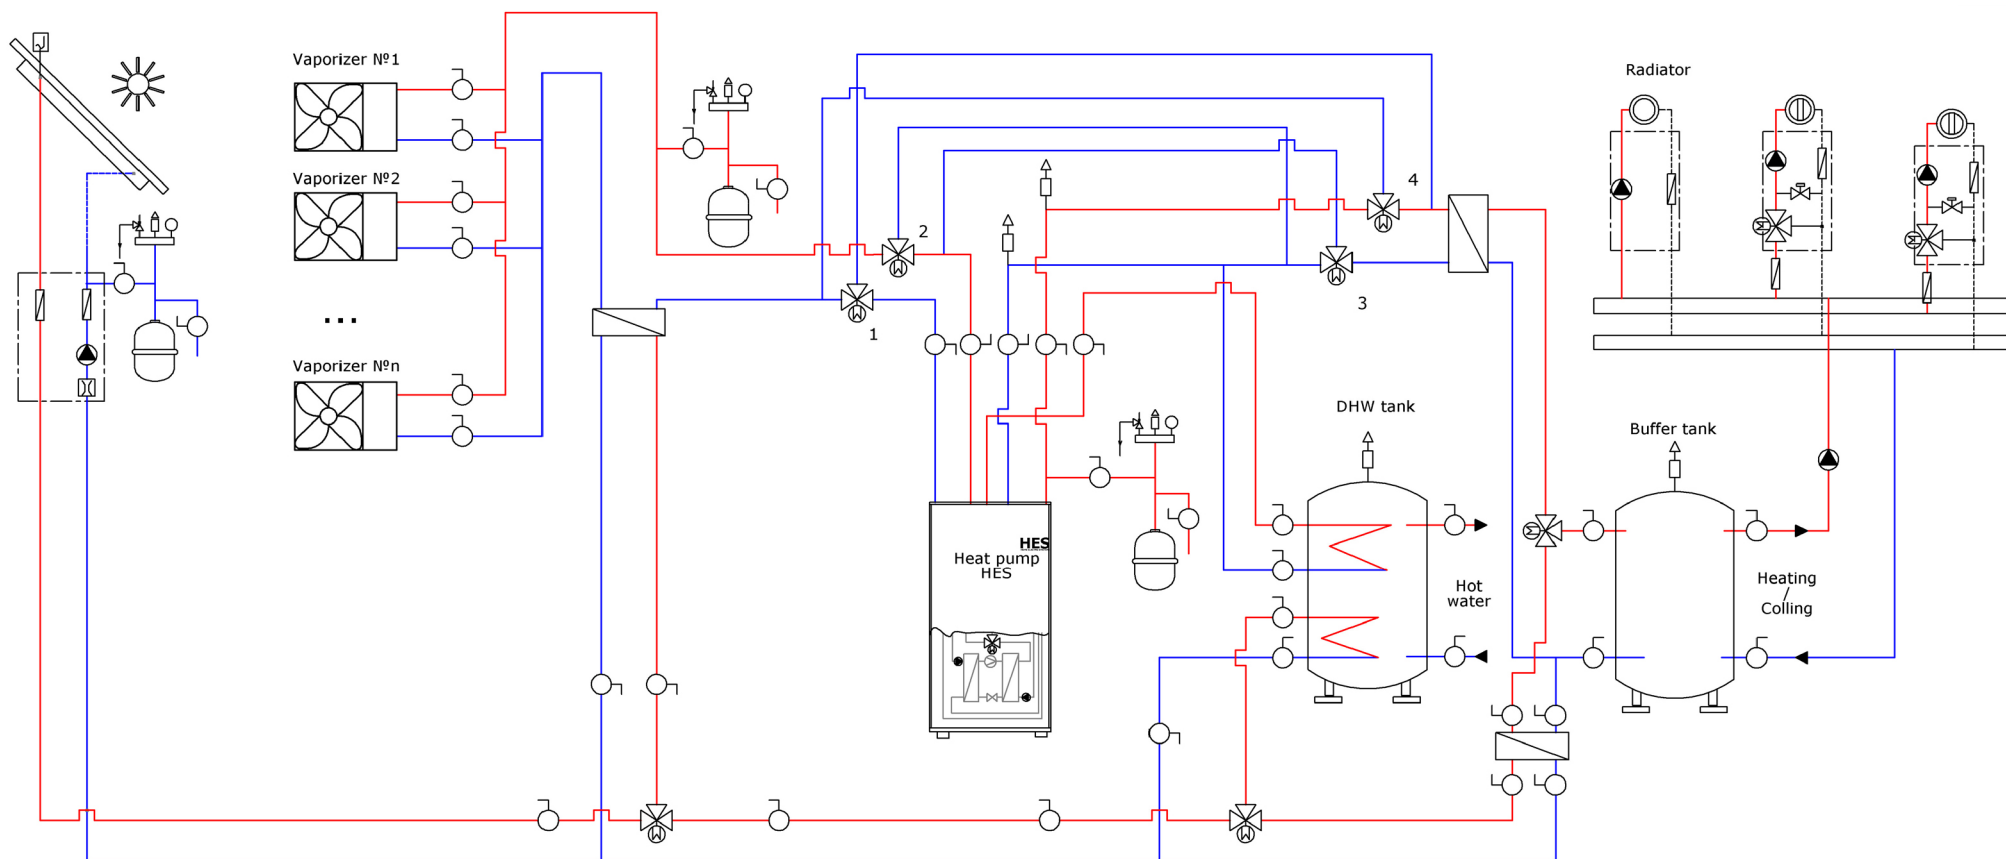 Vaporizer №1
Vaporizer №2
...
Vaporizer №n
2
1
4
3
Radiator
HES
Heat pump
HES
DHW tank
Hot
water
Buffer tank
Heating
/
Colling